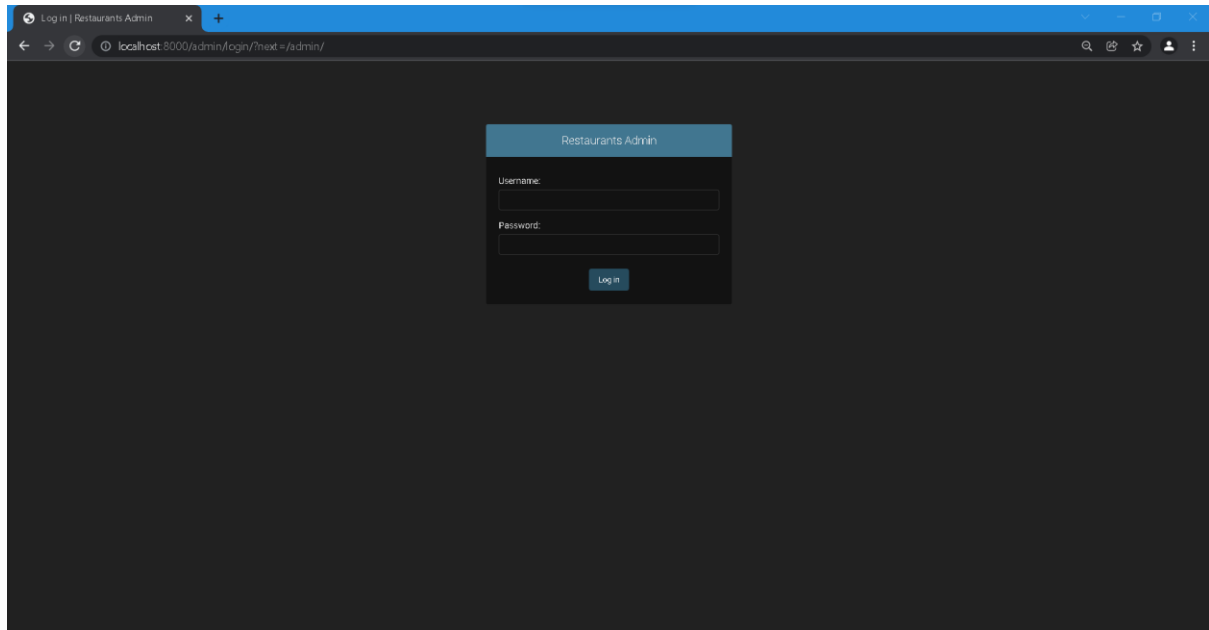 Log in | Restaurants Admin
localhost:8000/admin/login/?next=/admin/
Restaurants Admin
Username:
Password:
Log in